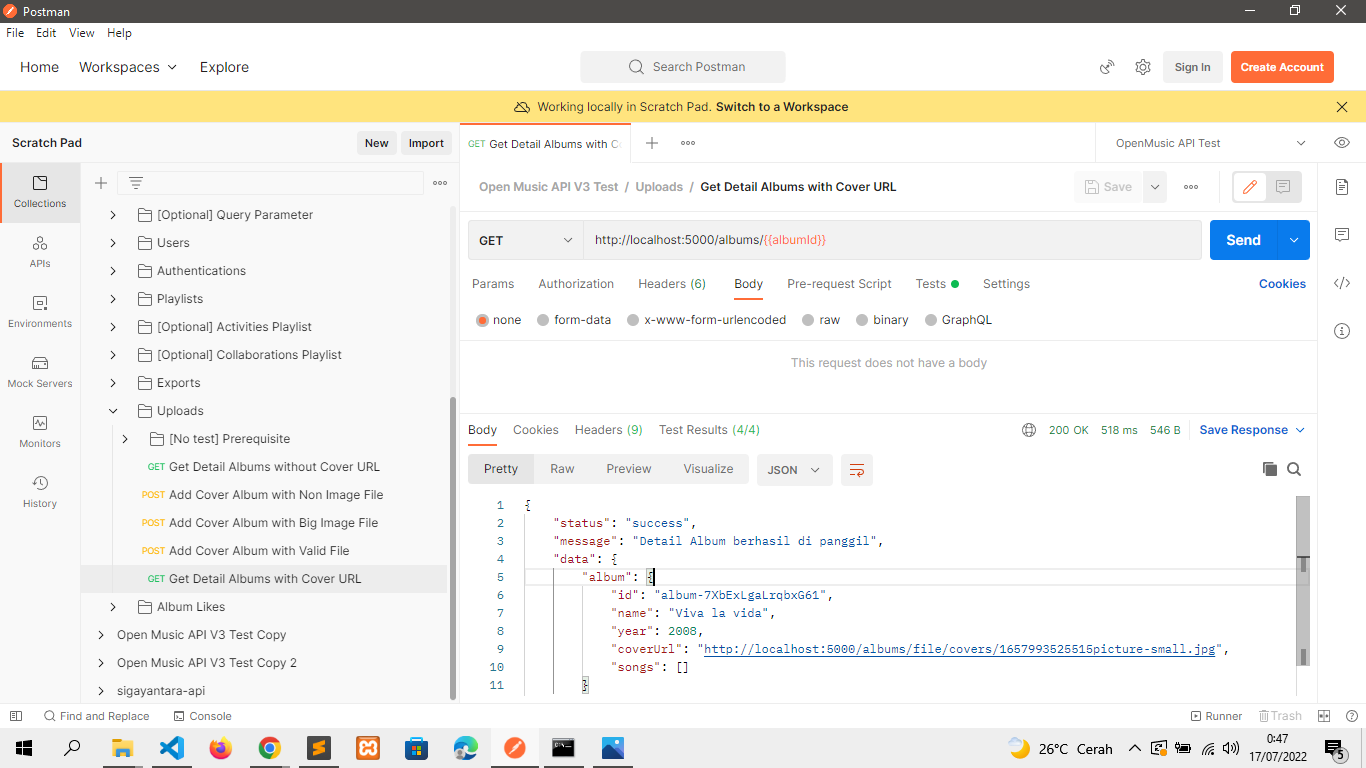 Postman
File Edit View Help
Home Workspaces Explore
Search Postman
Sign In
Create Account
Working locally in Scratch Pad. Switch to a Workspace
Scratch Pad
New
Import
GET Get Detail Albums with Co
OpenMusic API Test
Collections
APIs
Environments
Mock Servers
Monitors
History
[Optional] Query Parameter
Users
Authentications
Playlists
[Optional] Activities Playlist
[Optional] Collaborations Playlist
Exports
Uploads
[No test] Prerequisite
GET Get Detail Albums without Cover URL
POST Add Cover Album with Non Image File
POST Add Cover Album with Big Image File
POST Add Cover Album with Valid File
GET Get Detail Albums with Cover URL
Album Likes
Open Music API V3 Test Copy
Open Music API V3 Test Copy 2
sigayantara-api
Open Music API V3 Test / Uploads / Get Detail Albums with Cover URL
Save
GET
http://localhost:5000/albums/{{albumId}}
Send
Params Authorization Headers (6) Body Pre-request Script Tests Settings Cookies
none form-data x-www-form-urlencoded raw binary GraphQL
This request does not have a body
Body Cookies Headers (9) Test Results (4/4) 200 OK 518 ms 546 B Save Response
Pretty Raw Preview Visualize JSON
1 {
2 "status": "success",
3 "message": "Detail Album berhasil di panggil",
4 "data": {
5 "album": {
6 "id": "album-7XbExLgaLrqbxG61",
7 "name": "Viva la vida",
8 "year": 2008,
9 "coverUrl": "http://localhost:5000/albums/file/covers/1657993525515picture-small.jpg",
10 "songs": []
11 }
Find and Replace Console Runner Trash
26°C Cerah
0:47
17/07/2022
5